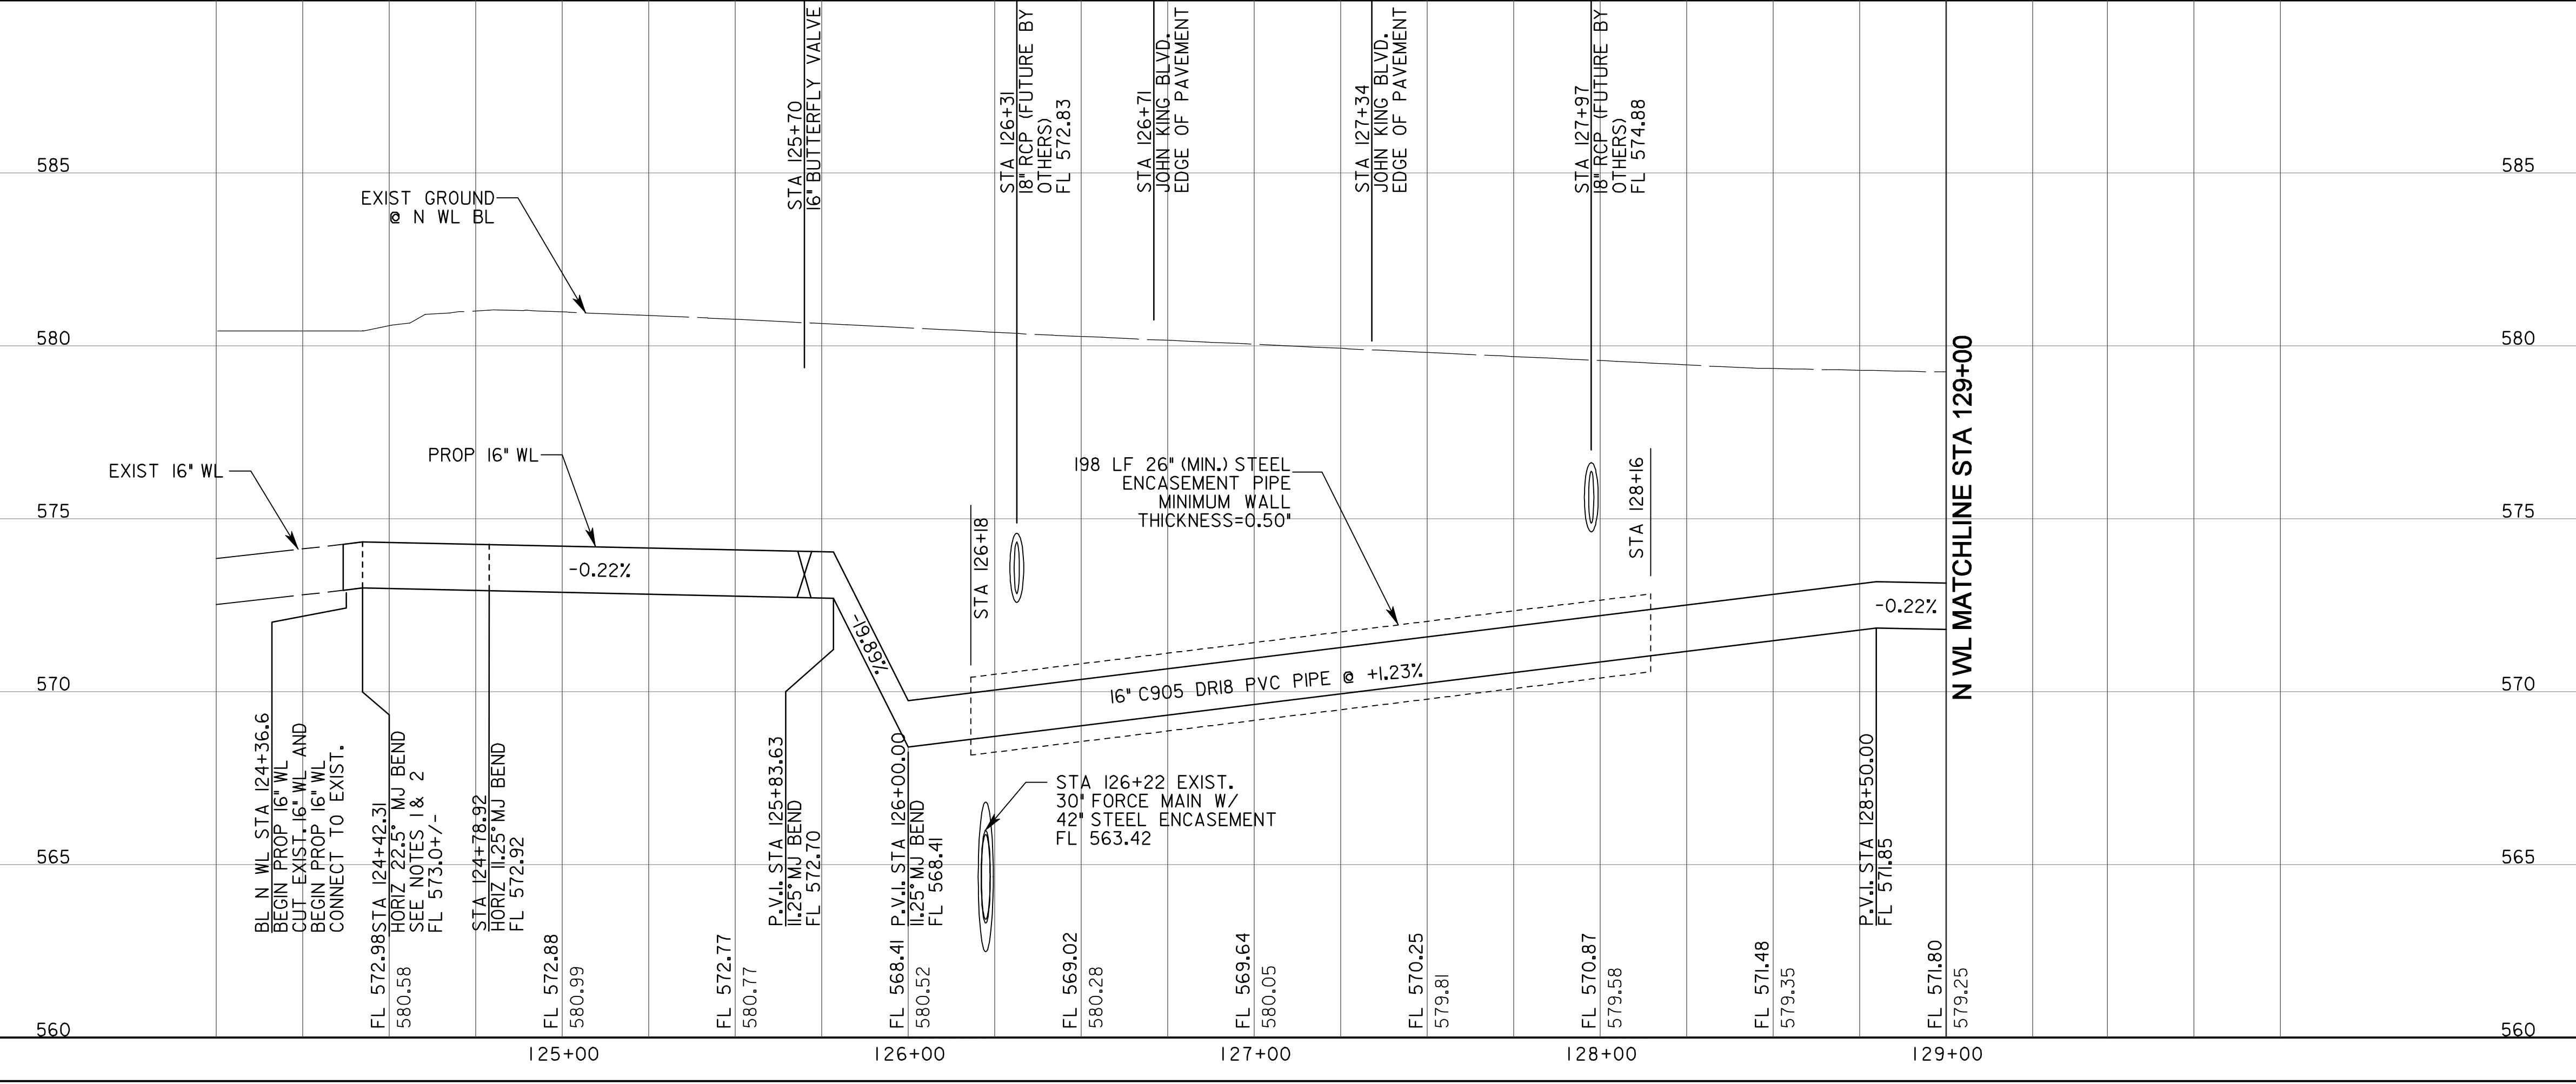 STA 125+70
16" BUTTERFLY VALVE
STA 126+31
18" RCP (FUTURE BY
OTHERS)
FL 572.83
STA 126+71
JOHN KING BLVD.
EDGE OF PAVEMENT
STA 127+34
JOHN KING BLVD.
EDGE OF PAVEMENT
STA 127+97
18" RCP (FUTURE BY
OTHERS)
FL 574.88
585
585
EXIST GROUND
@ N WL BL
580
580
N WL MATCHLINE STA 129+00
EXIST 16" WL
PROP 16" WL
198 LF 26" (MIN.) STEEL
ENCASEMENT PIPE
MINIMUM WALL
THICKNESS=0.50"
STA 128+16
575
575
STA 126+18
-0.22%
-19.89%
16" C905 DR18 PVC PIPE @ +1.23%
-0.22%
570
570
BL N WL STA 124+36.6
BEGIN PROP 16" WL
CUT EXIST. 16" WL AND
BEGIN PROP 16" WL
CONNECT TO EXIST.
STA 124+42.31
HORIZ 22.5° MJ BEND
SEE NOTES 1 & 2
FL 573.0+/-
STA 124+78.92
HORIZ 11.25° MJ BEND
FL 572.92
P.V.I. STA 125+83.63
11.25° MJ BEND
FL 572.70
P.V.I. STA 126+00.00
11.25° MJ BEND
FL 568.41
STA 126+22 EXIST.
30" FORCE MAIN W/
42" STEEL ENCASEMENT
FL 563.42
P.V.I. STA 128+50.00
FL 571.85
565
565
FL 572.98
580.58
FL 572.88
580.99
FL 572.77
580.77
FL 568.41
580.52
FL 569.02
580.28
FL 569.64
580.05
FL 570.25
579.81
FL 570.87
579.58
FL 571.48
579.35
FL 571.80
579.25
560
560
125+00
126+00
127+00
128+00
129+00